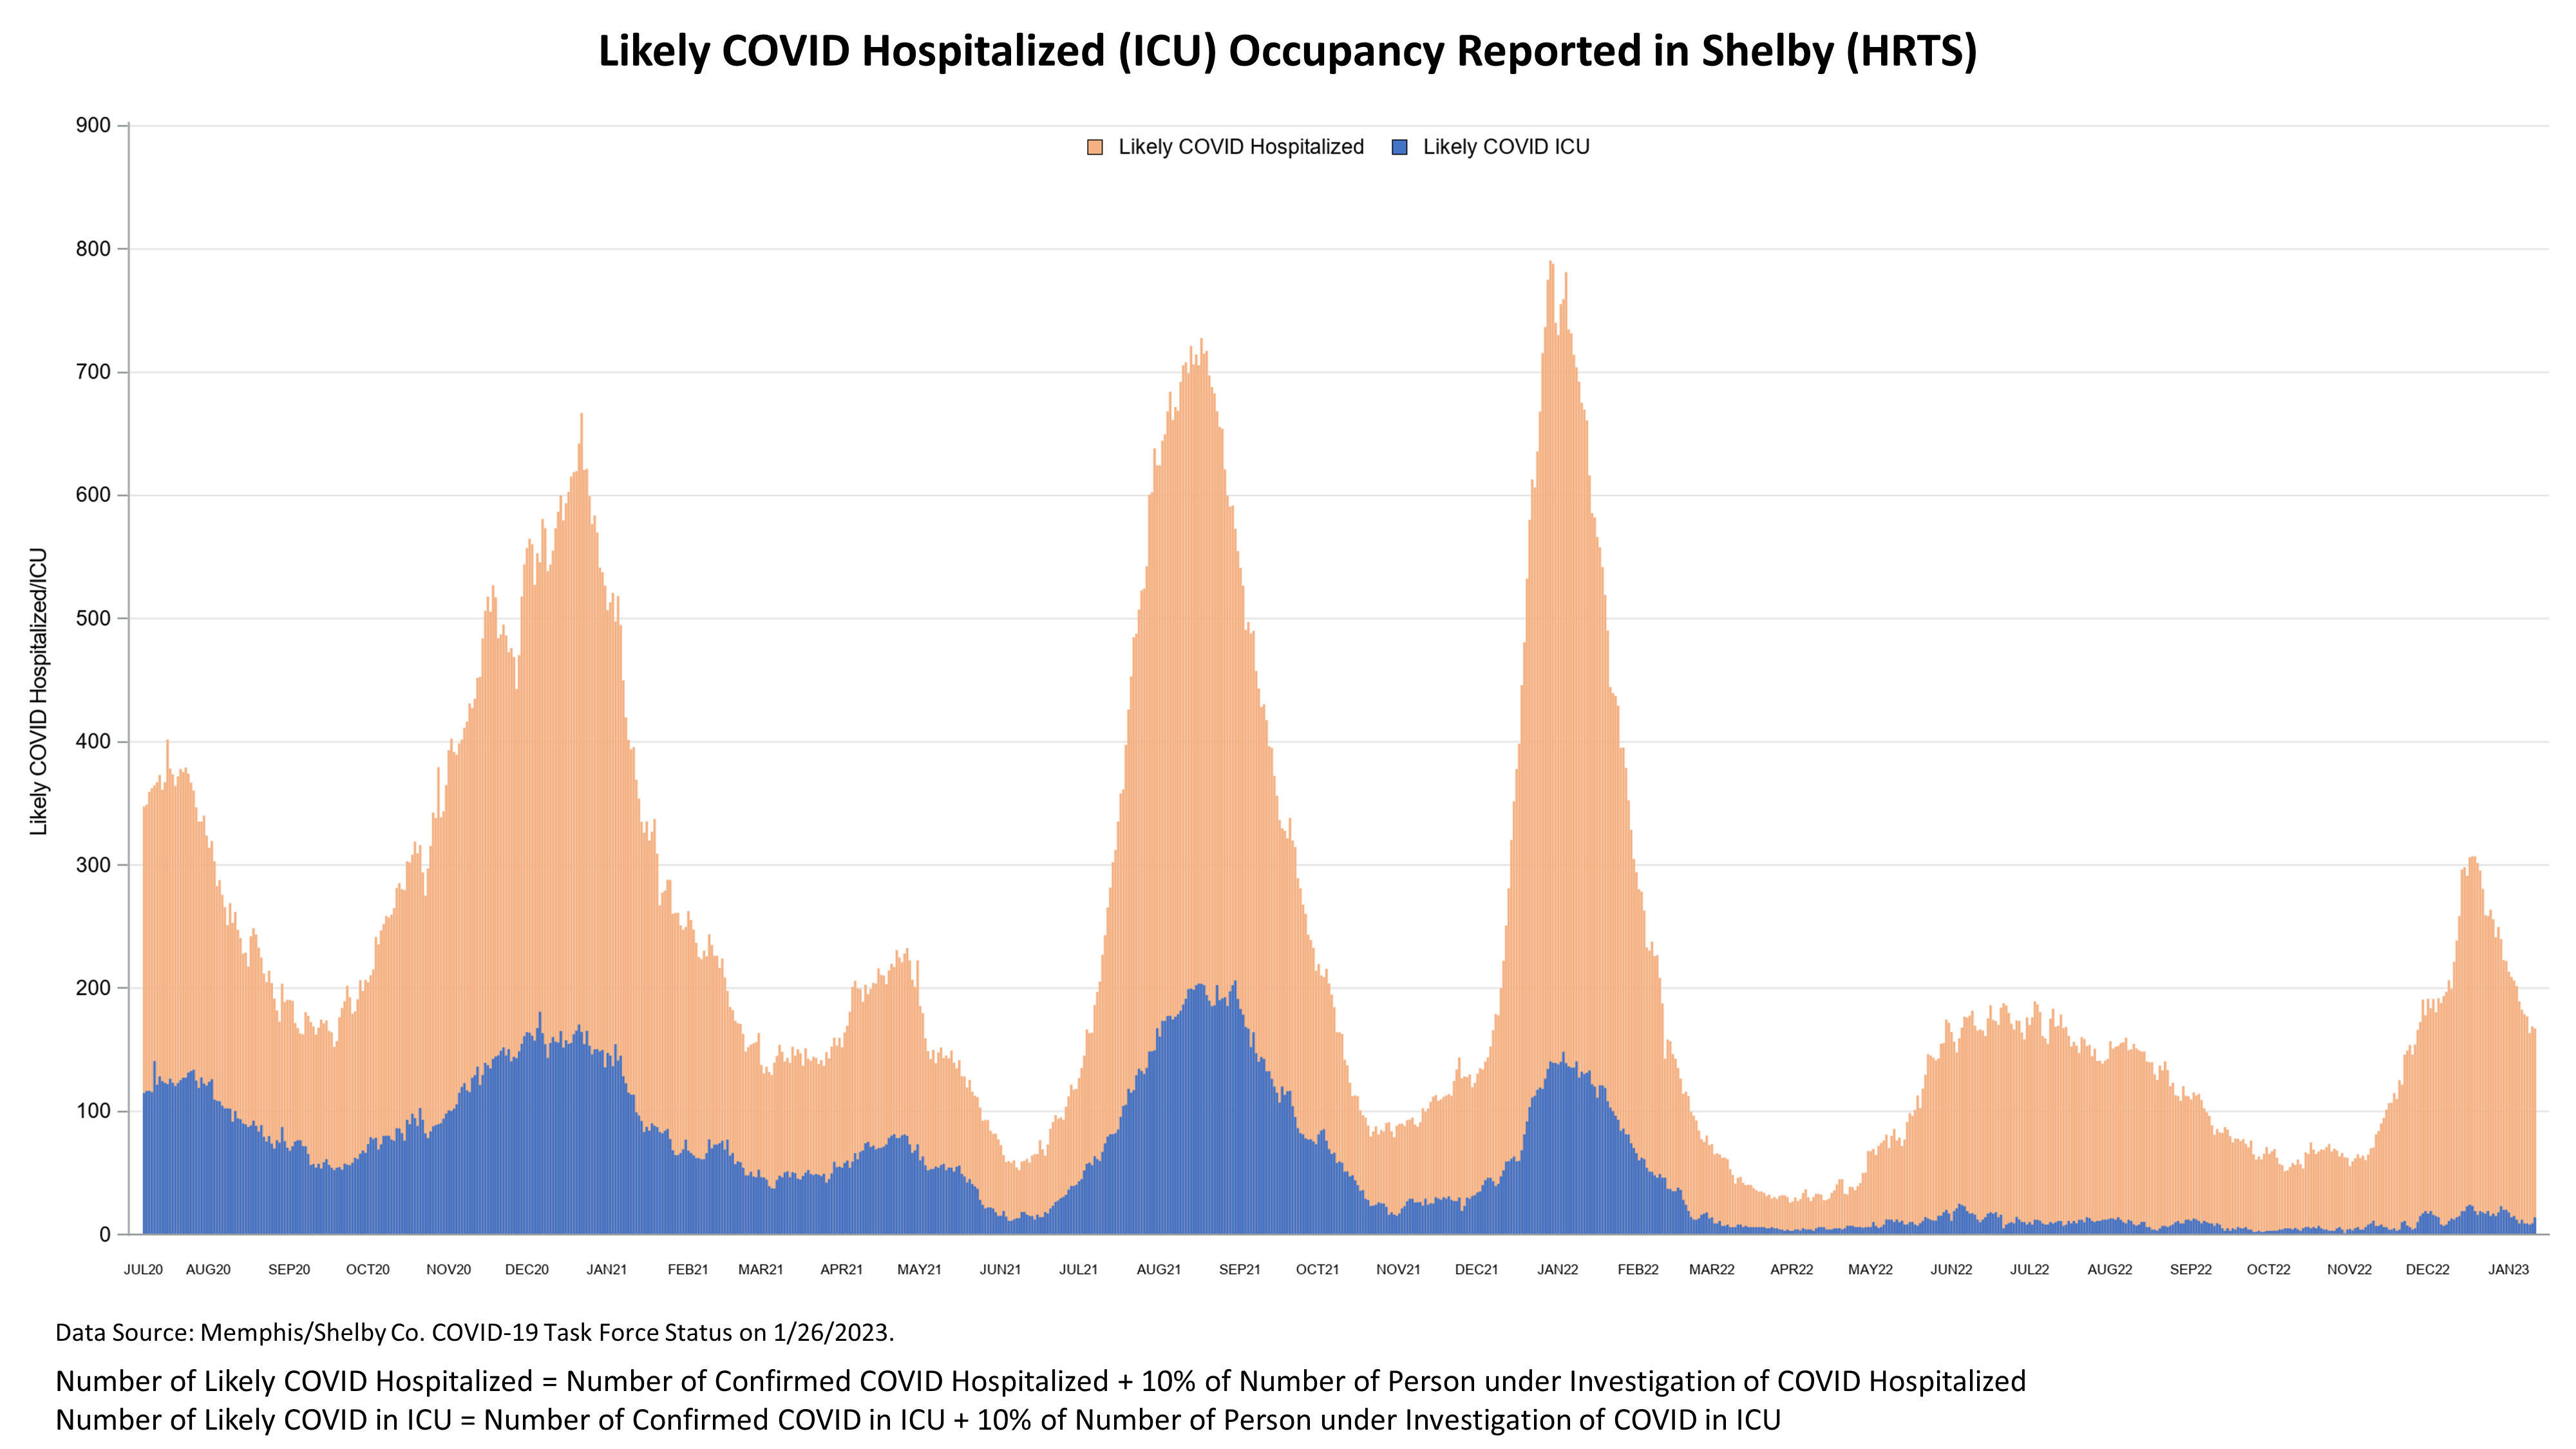 Likely COVID Hospitalized (ICU) Occupancy Reported in Shelby (HRTS)
Likely COVID Hospitalized Likely COVID ICU
Likely COVID Hospitalized/ICU
900
800
700
600
500
400
300
200
100
0
JUL20 AUG20 SEP20 OCT20 NOV20 DEC20 JAN21 FEB21 MAR21 APR21 MAY21 JUN21 JUL21 AUG21 SEP21 OCT21 NOV21 DEC21 JAN22 FEB22 MAR22 APR22 MAY22 JUN22 JUL22 AUG22 SEP22 OCT22 NOV22 DEC22 JAN23
Data Source: Memphis/Shelby Co. COVID-19 Task Force Status on 1/26/2023.
Number of Likely COVID Hospitalized = Number of Confirmed COVID Hospitalized + 10% of Number of Person under Investigation of COVID Hospitalized
Number of Likely COVID in ICU = Number of Confirmed COVID in ICU + 10% of Number of Person under Investigation of COVID in ICU